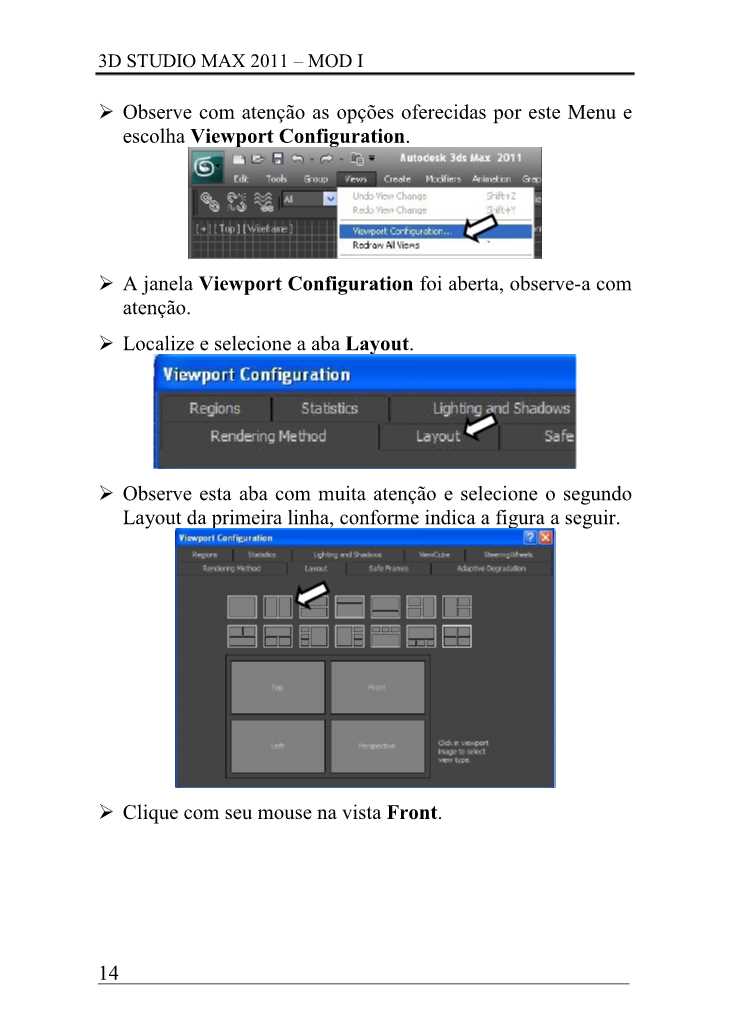 3D STUDIO MAX 2011 – MOD I
➢ Observe com atenção as opções oferecidas por este Menu e
escolha Viewport Configuration.
Autodesk 3ds Max 2011
Edit Tools Group Views Create Modifiers Animation Grap
All
Undo View Change Shift+Z
Redo View Change Shift+Y
[+] [Top] [Wireframe]
Viewport Configuration...
Redraw All Views
➢ A janela Viewport Configuration foi aberta, observe-a com
atenção.
➢ Localize e selecione a aba Layout.
Viewport Configuration
Regions Statistics Lighting and Shadows
Rendering Method Layout Safe
➢ Observe esta aba com muita atenção e selecione o segundo
Layout da primeira linha, conforme indica a figura a seguir.
Viewport Configuration
Regions Statistics Lighting and Shadows ViewCube SteeringWheels
Rendering Method Layout Safe Frames Adaptive Degradation
Top Front
Left Perspective
Click in viewport
image to select
view type.
➢ Clique com seu mouse na vista Front.
14